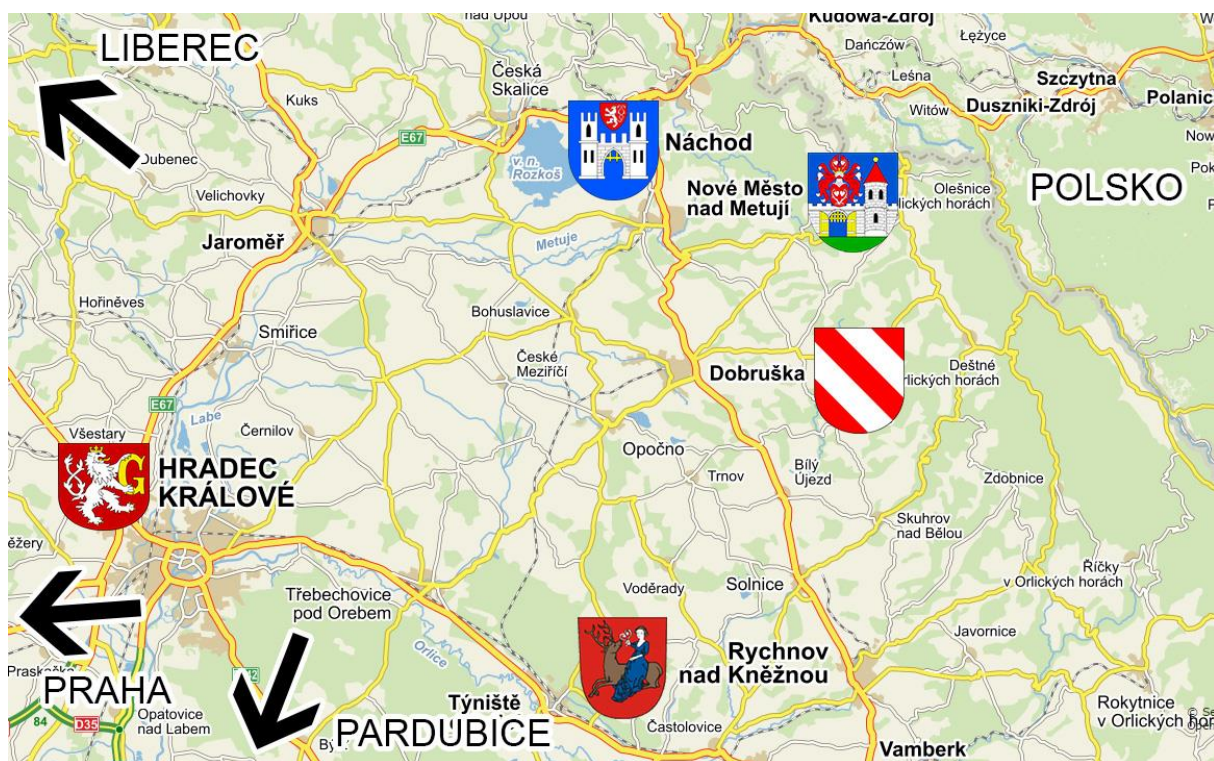 nad Úpou
Kudowa-Zdrój
LIBEREC
Dańczów
Łężyce
Česká
Skalice
Leśna
Szczytna
Kuks
Witów
Duszniki-Zdrój
Polanic
E67
Náchod
Dubenec
v. n.
Rozkoš
Nové Město
nad Metují
Olešnice
lických horách
POLSKO
Velichovky
Jaroměř
Metuje
Hořiněves
Bohuslavice
Smiřice
České
Meziříčí
Dobruška
Deštné
rlických horách
E67
Labe
Všestary
Černilov
Opočno
G
HRADEC
KRÁLOVÉ
Trnov
Bílý
Újezd
Zdobnice
Skuhrov
nad Bělou
ěžery
Říčky
v Orlických horách
Třebechovice
pod Orebem
Voděrady
Solnice
Javornice
Orlice
Rychnov
nad Kněžnou
PRAHA
Týniště
Rokytnice
v Orlických
84
D35
Opatovice
nad Labem
PARDUBICE
Častolovice
Vamberk